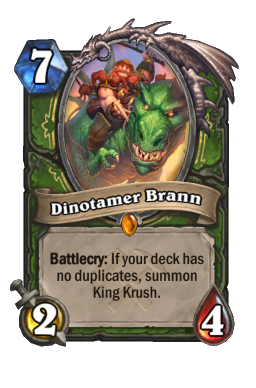 7
Dinotamer Brann
Battlecry: If your deck has
no duplicates, summon
King Krush.
2
4